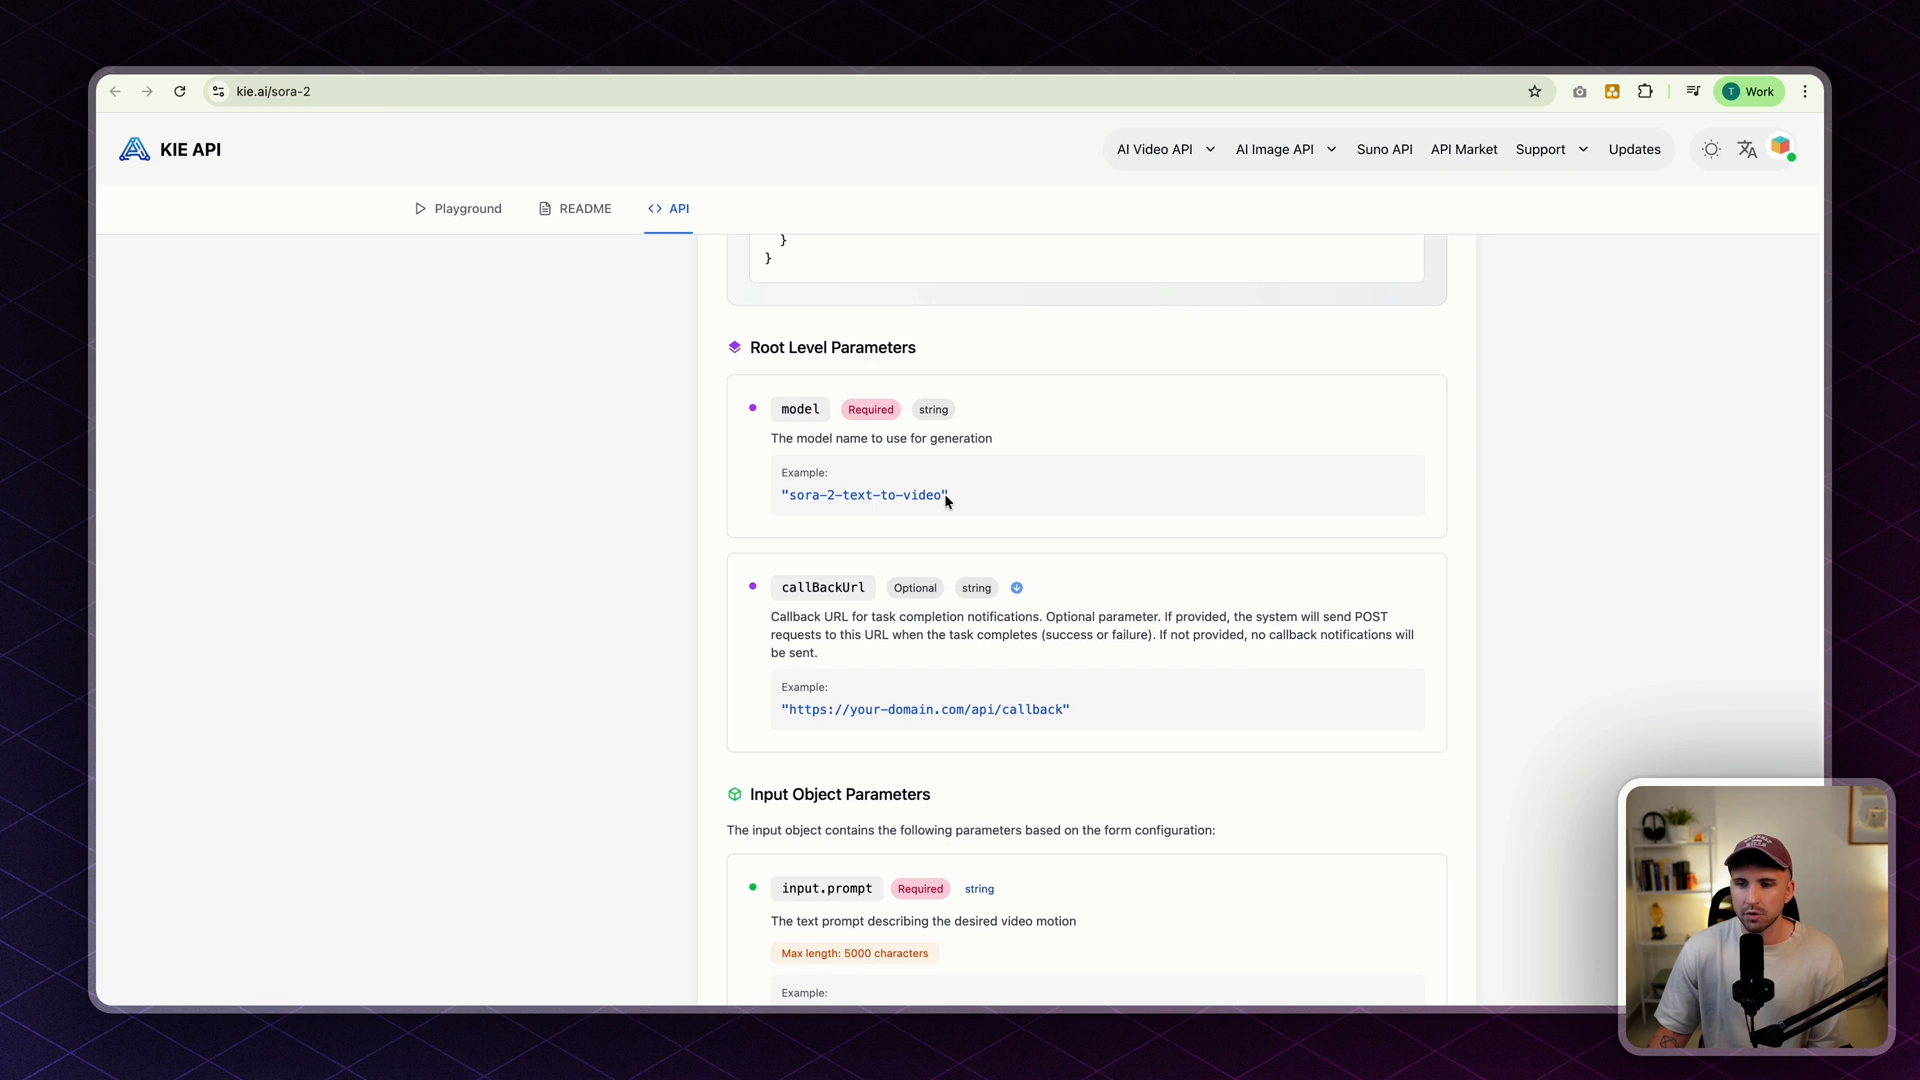 kie.ai/sora-2
T Work
KIE API
AI Video API
AI Image API
Suno API
API Market
Support
Updates
Playground
README
<> API
}
}
Root Level Parameters
model Required string
The model name to use for generation
Example:
"sora-2-text-to-video"
callBackUrl Optional string
Callback URL for task completion notifications. Optional parameter. If provided, the system will send POST
requests to this URL when the task completes (success or failure). If not provided, no callback notifications will
be sent.
Example:
"https://your-domain.com/api/callback"
Input Object Parameters
The input object contains the following parameters based on the form configuration:
input.prompt Required string
The text prompt describing the desired video motion
Max length: 5000 characters
Example: